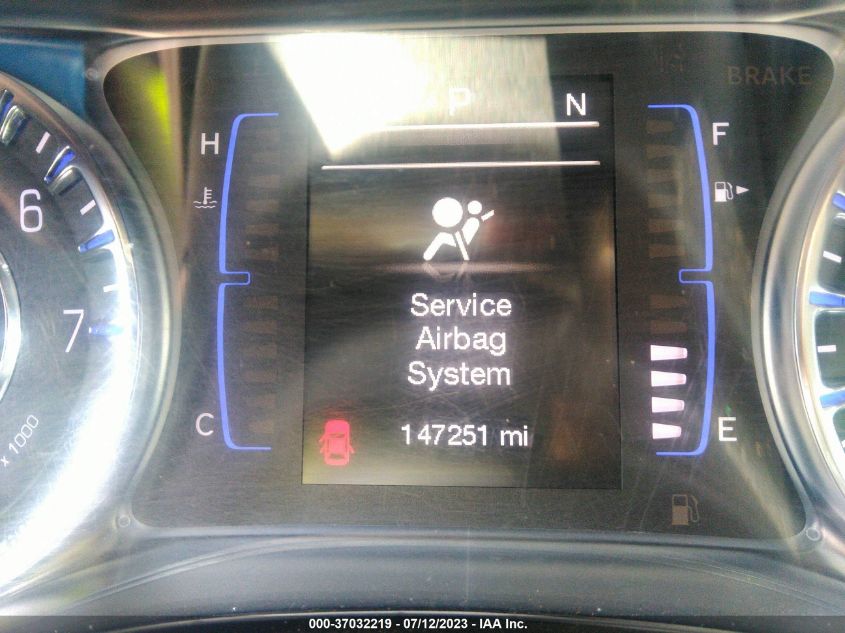 BRAKE
P N
H
F
6
Service
Airbag
System
7
147251 mi
C
E
x 1000
000-37032219 - 07/12/2023 - IAA Inc.